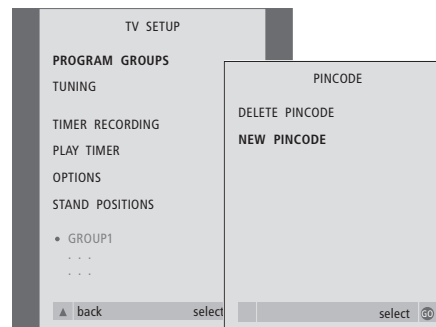 TV SETUP
PROGRAM GROUPS
TUNING
TIMER RECORDING
PLAY TIMER
OPTIONS
STAND POSITIONS
• GROUP1
. . .
. . .
▲ back select
PINCODE
DELETE PINCODE
NEW PINCODE
select GO